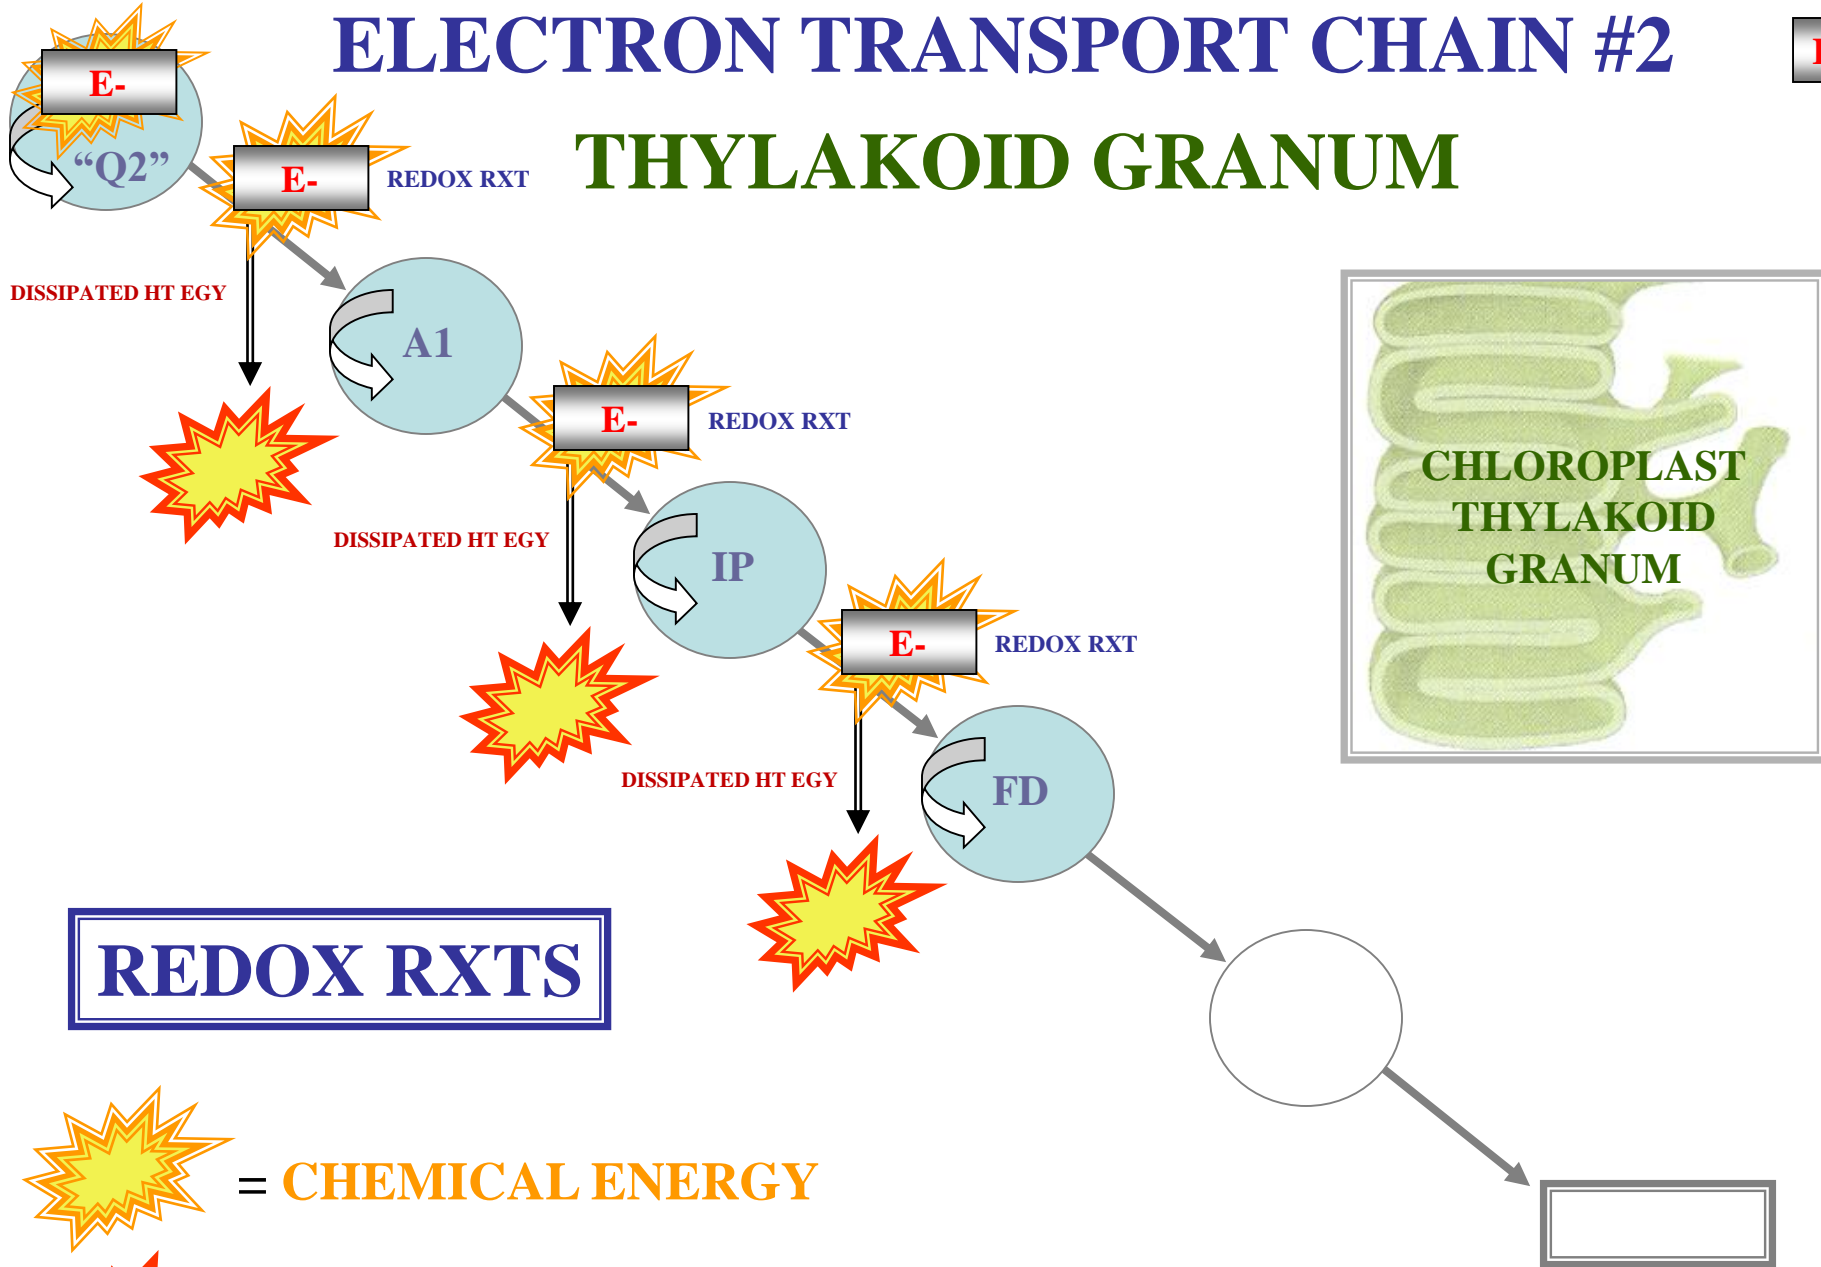 ELECTRON TRANSPORT CHAIN #2
THYLAKOID GRANUM
E-
“Q2”
E-
REDOX RXT
DISSIPATED HT EGY
A1
E-
REDOX RXT
DISSIPATED HT EGY
IP
E-
REDOX RXT
DISSIPATED HT EGY
FD
CHLOROPLAST
THYLAKOID
GRANUM
REDOX RXTS
= CHEMICAL ENERGY